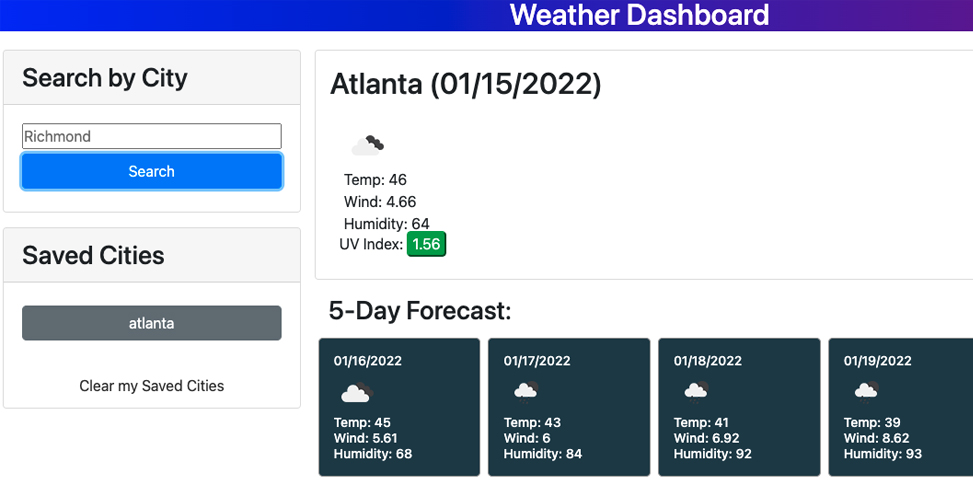 Weather Dashboard
Search by City
Richmond
Search
Saved Cities
atlanta
Clear my Saved Cities
Atlanta (01/15/2022)
Temp: 46
Wind: 4.66
Humidity: 64
UV Index: 1.56
5-Day Forecast:
01/16/2022
Temp: 45
Wind: 5.61
Humidity: 68
01/17/2022
Temp: 43
Wind: 6
Humidity: 84
01/18/2022
Temp: 41
Wind: 6.92
Humidity: 92
01/19/2022
Temp: 39
Wind: 8.62
Humidity: 93